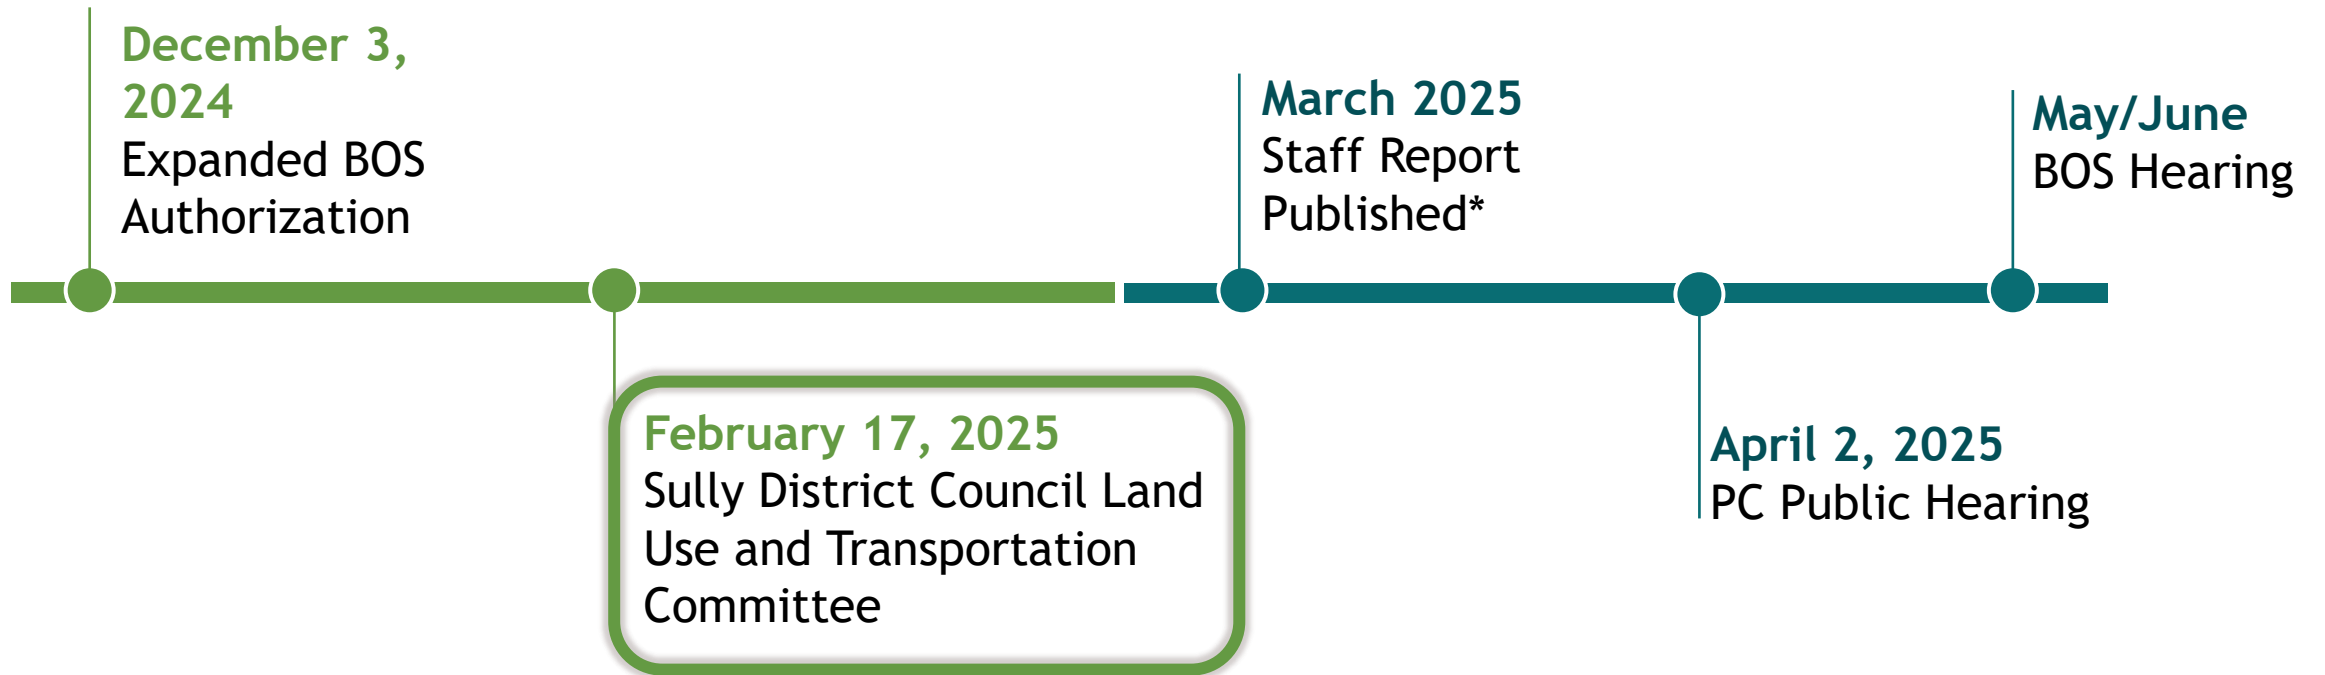 December 3,
2024
Expanded BOS
Authorization
February 17, 2025
Sully District Council Land
Use and Transportation
Committee
March 2025
Staff Report
Published*
April 2, 2025
PC Public Hearing
May/June
BOS Hearing